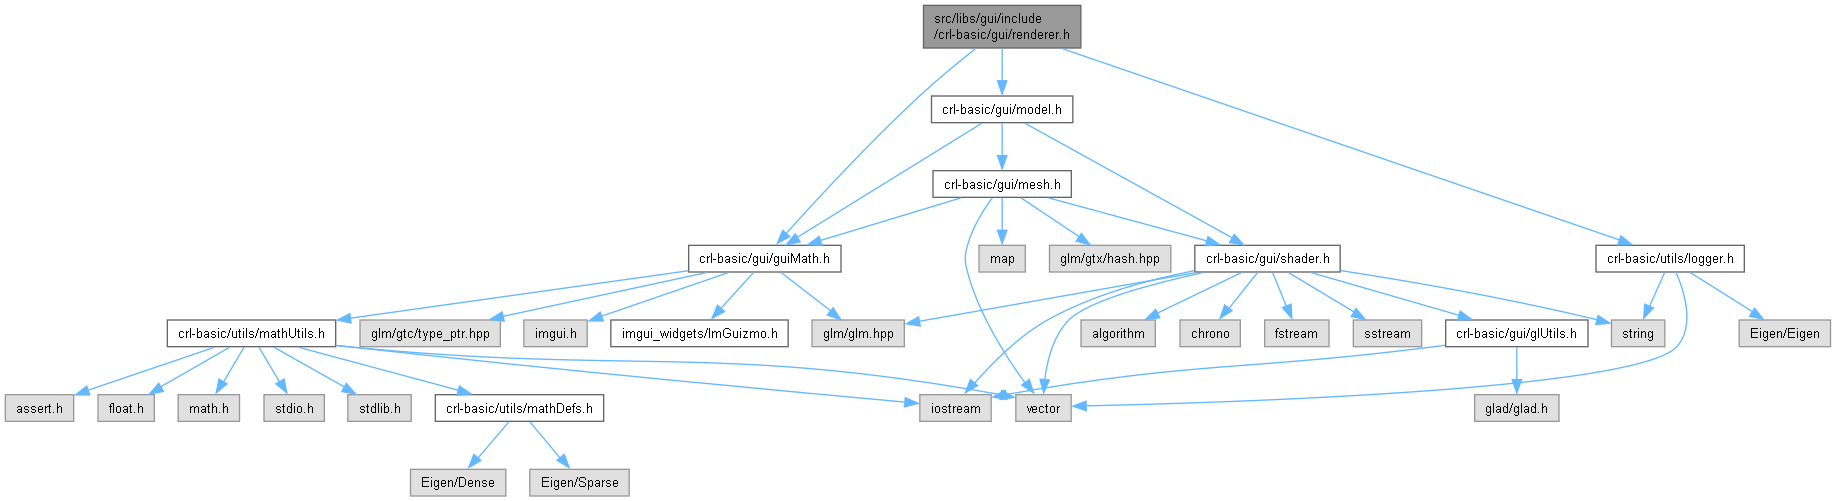 src/libs/gui/include
/crl-basic/gui/renderer.h
crl-basic/gui/model.h
crl-basic/gui/mesh.h
crl-basic/gui/guiMath.h
map
glm/gtx/hash.hpp
crl-basic/gui/shader.h
crl-basic/utils/logger.h
crl-basic/utils/mathUtils.h
glm/gtc/type_ptr.hpp
imgui.h
imgui_widgets/ImGuizmo.h
glm/glm.hpp
algorithm
chrono
fstream
sstream
crl-basic/gui/glUtils.h
string
Eigen/Eigen
assert.h
float.h
math.h
stdio.h
stdlib.h
crl-basic/utils/mathDefs.h
iostream
vector
glad/glad.h
Eigen/Dense
Eigen/Sparse